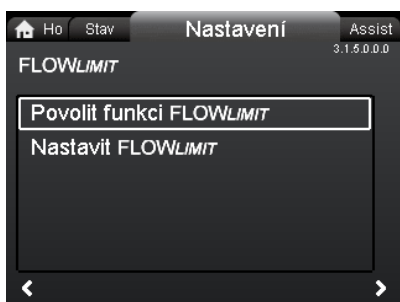 Ho Stav Nastavení Assist
3.1.5.0.0.0
FLOWLIMIT
Povolit funkci FLOWLIMIT
Nastavit FLOWLIMIT